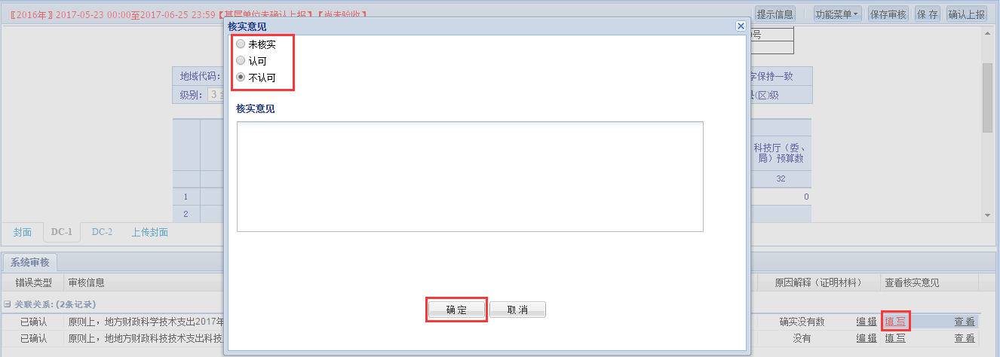 〖2016年〗2017-05-23 00:00至2017-06-25 23:59【基层单位未确认上报】【尚未验收】
提示信息 功能菜单 保存审核 保 存 确认上报
核实意见
未核实
认可
不认可
核实意见
号
地域代码:
字保持一致
级别: 3
县(区)级
科技厅（委、
局）预算数
32
1 0
2
封面 DC-1 DC-2 上传封面
系统审核
错误类型 审核信息 原因解释（证明材料） 查看核实意见
关联关系: (2条记录)
已确认 原则上，地方财政科学技术支出2017年 确实没有数 编 辑 填 写 查 看
已确认 原则上，地地方财政科技技术支出科技 没有 编 辑 填 写 查 看
确 定 取 消